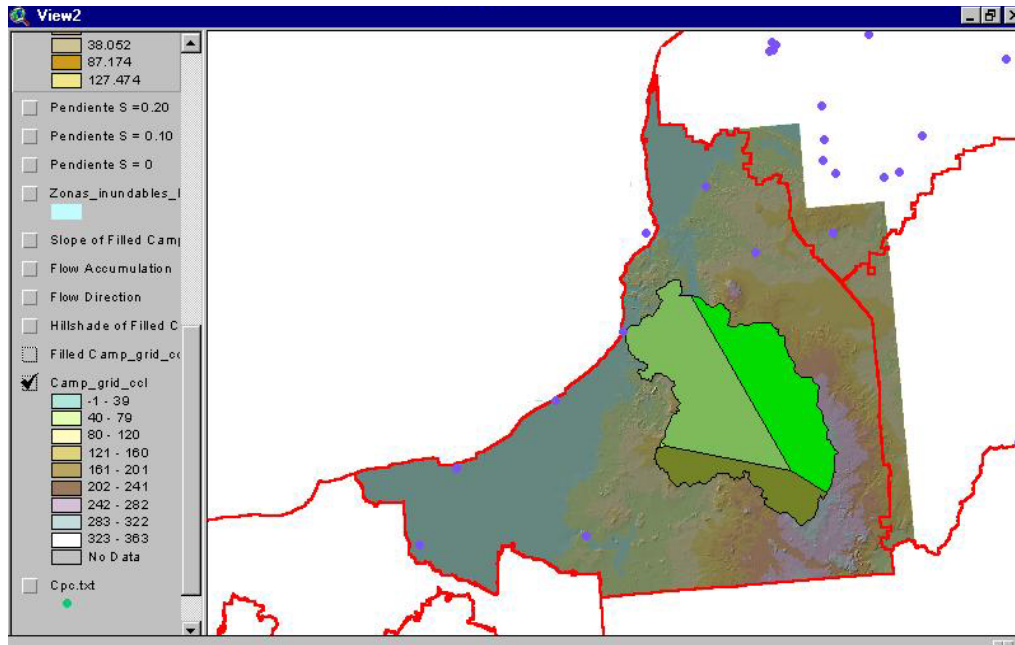 View2
38.052
87.174
127.474
Pendiente S =0.20
Pendiente S = 0.10
Pendiente S = 0
Zonas_inundables_
Slope of Filled Cam
Flow Accumulation
Flow Direction
Hillshade of Filled C
Filled Camp_grid_cc
Camp_grid_ccl
-1 - 39
40 - 79
80 - 120
121 - 160
161 - 201
202 - 241
242 - 282
283 - 322
323 - 363
No Data
Cpc.txt